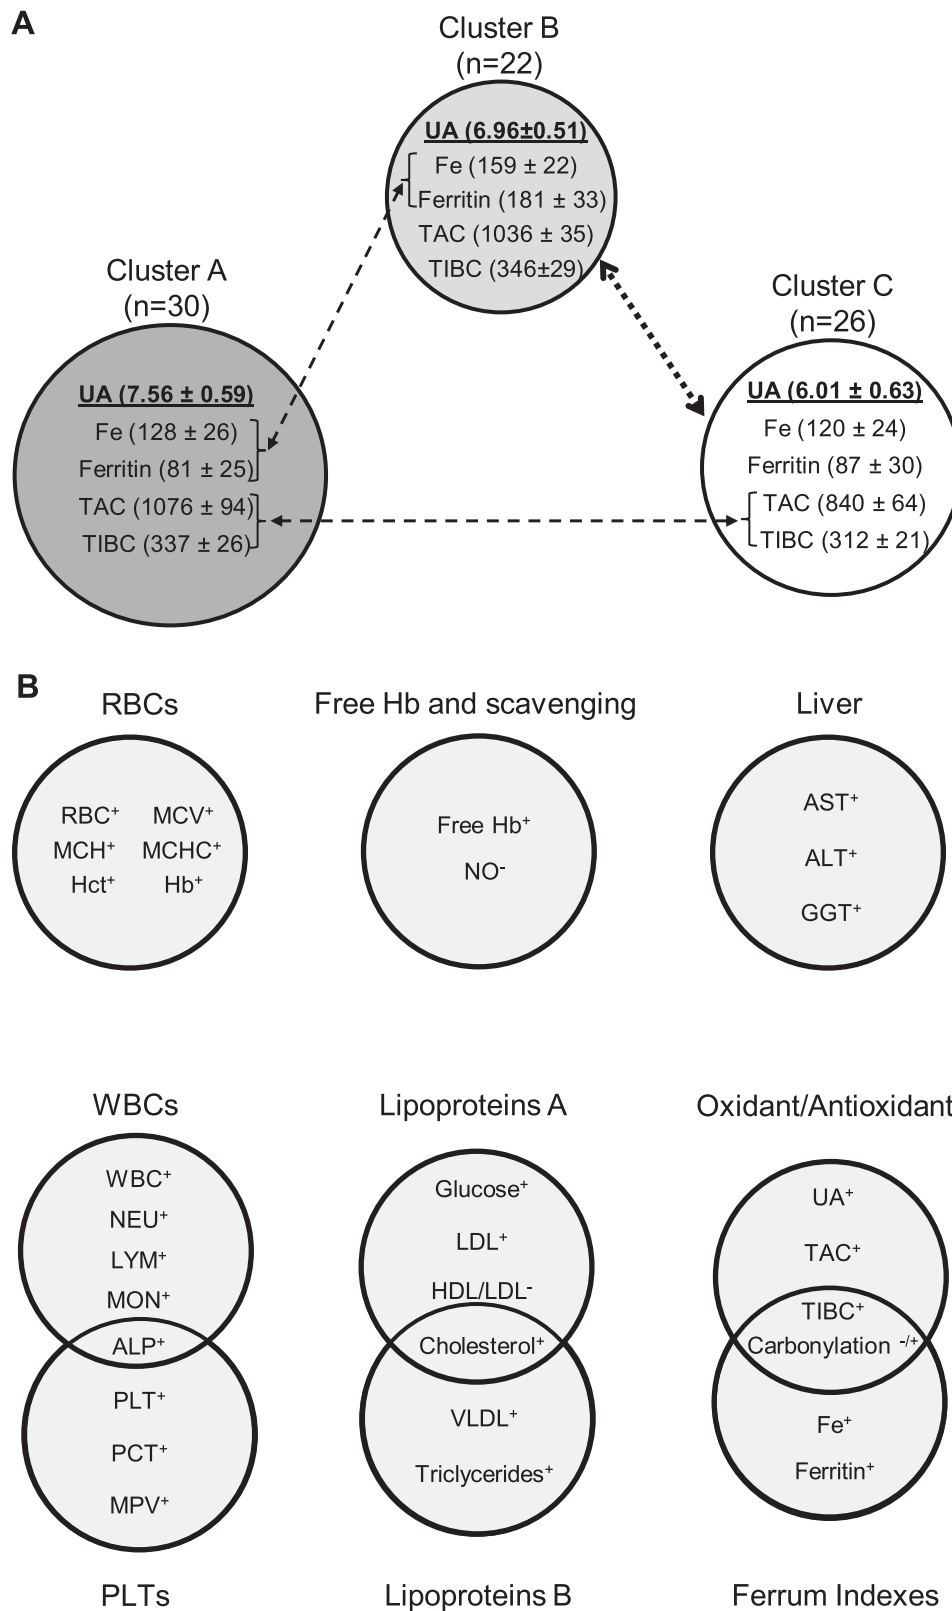 A
Cluster B
(n=22)
UA (6.96±0.51)
Fe (159 ± 22)
Ferritin (181 ± 33)
TAC (1036 ± 35)
TIBC (346±29)
Cluster A
(n=30)
UA (7.56 ± 0.59)
Fe (128 ± 26)
Ferritin (81 ± 25)
TAC (1076 ± 94)
TIBC (337 ± 26)
Cluster C
(n=26)
UA (6.01 ± 0.63)
Fe (120 ± 24)
Ferritin (87 ± 30)
TAC (840 ± 64)
TIBC (312 ± 21)
B
RBCs
RBC⁺ MCV⁺
MCH⁺ MCHC⁺
Hct⁺ Hb⁺
Free Hb and scavenging
Free Hb⁺
NO⁻
Liver
AST⁺
ALT⁺
GGT⁺
WBCs
WBC⁺
NEU⁺
LYM⁺
MON⁺
ALP⁺
PLT⁺
PCT⁺
MPV⁺
PLTs
Lipoproteins A
Glucose⁺
LDL⁺
HDL/LDL⁻
Cholesterol⁺
VLDL⁺
Triclycerides⁺
Lipoproteins B
Oxidant/Antioxidant
UA⁺
TAC⁺
TIBC⁺
Carbonylation ⁻/⁺
Fe⁺
Ferritin⁺
Ferrum Indexes